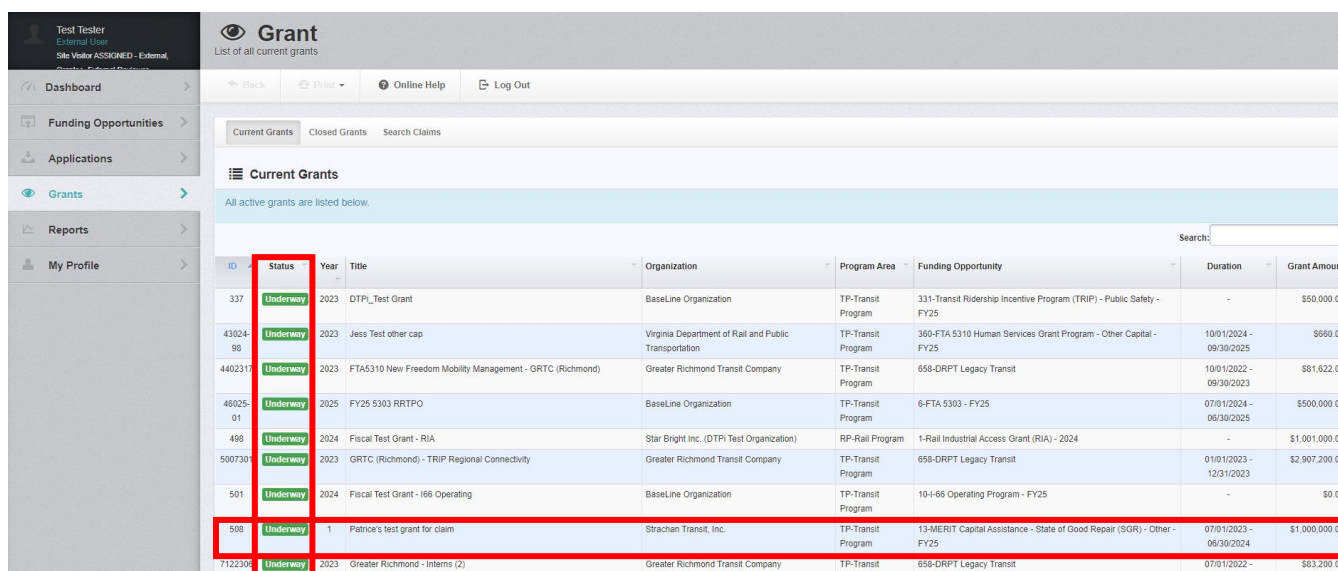 Test Tester
External User
Site Visitor ASSIGNED - External,
Grant
List of all current grants
Back Print Online Help Log Out
Dashboard
Funding Opportunities
Applications
Grants
Reports
My Profile
Current Grants Closed Grants Search Claims
Current Grants
All active grants are listed below.
Search:
ID Status Year Title Organization Program Area Funding Opportunity Duration Grant Amou
337 Underway 2023 DTPi_Test Grant BaseLine Organization TP-Transit 331-Transit Ridership Incentive Program (TRIP) - Public Safety - - $50,000.0
Program FY25
43024- Underway 2023 Jess Test other cap Virginia Department of Rail and Public TP-Transit 360-FTA 5310 Human Services Grant Program - Other Capital - 10/01/2024 - $660.0
98 Transportation Program FY25 09/30/2025
4402317 Underway 2023 FTA5310 New Freedom Mobility Management - GRTC (Richmond) Greater Richmond Transit Company TP-Transit 658-DRPT Legacy Transit 10/01/2022 - $81,622.0
Program 09/30/2023
46025- Underway 2025 FY25 5303 RRTPO BaseLine Organization TP-Transit 6-FTA 5303 - FY25 07/01/2024 - $500,000.0
01 Program 06/30/2025
498 Underway 2024 Fiscal Test Grant - RIA Star Bright Inc. (DTPi Test Organization) RP-Rail Program 1-Rail Industrial Access Grant (RIA) - 2024 - $1,001,000.0
5007301 Underway 2023 GRTC (Richmond) - TRIP Regional Connectivity Greater Richmond Transit Company TP-Transit 658-DRPT Legacy Transit 01/01/2023 - $2,907,200.0
Program 12/31/2023
501 Underway 2024 Fiscal Test Grant - I66 Operating BaseLine Organization TP-Transit 10-I-66 Operating Program - FY25 - $0.0
Program
508 Underway 1 Patrice's test grant for claim Strachan Transit, Inc. TP-Transit 13-MERIT Capital Assistance - State of Good Repair (SGR) - Other - 07/01/2023 - $1,000,000.0
Program FY25 06/30/2024
7122306 Underway 2023 Greater Richmond - Interns (2) Greater Richmond Transit Company TP-Transit 658-DRPT Legacy Transit 07/01/2022 - $83,200.0